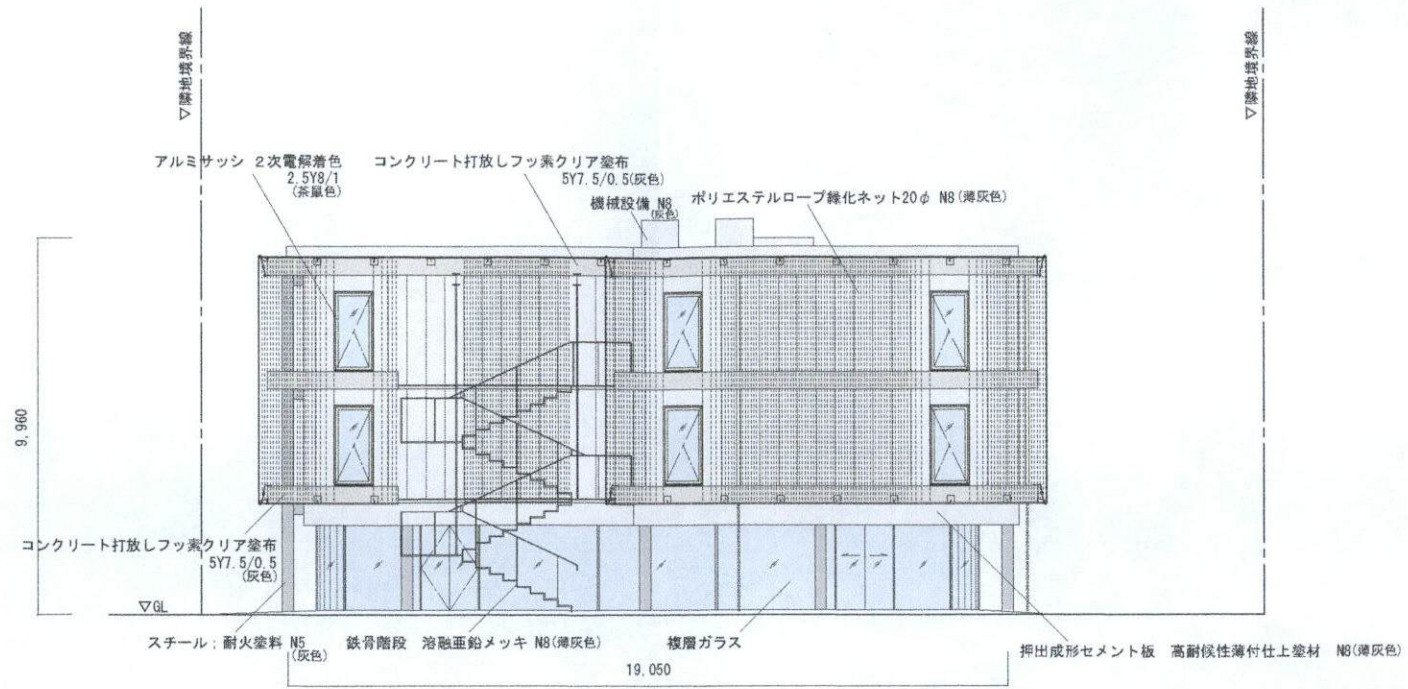 ▽隣地境界線
▽隣地境界線
アルミサッシ 2次電解着色
2.5Y8/1
(茶鼠色)
コンクリート打放しフッ素クリア塗布
5Y7.5/0.5(灰色)
機械設備 N6
(灰色)
ポリエステルロープ緑化ネット20φ N8(薄灰色)
9,960
コンクリート打放しフッ素クリア塗布
5Y7.5/0.5
(灰色)
▽GL
スチール:耐火塗料 N5
(灰色)
鉄骨階段 溶融亜鉛メッキ N8(薄灰色)
複層ガラス
押出成形セメント板 高耐候性薄付仕上塗材 N8(薄灰色)
19,050